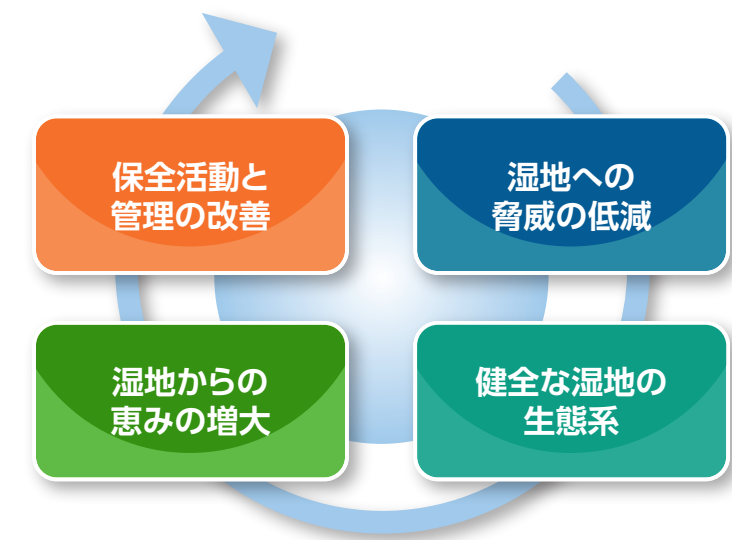 保全活動と
管理の改善
湿地への
脅威の低減
湿地からの
恵みの増大
健全な湿地の
生態系